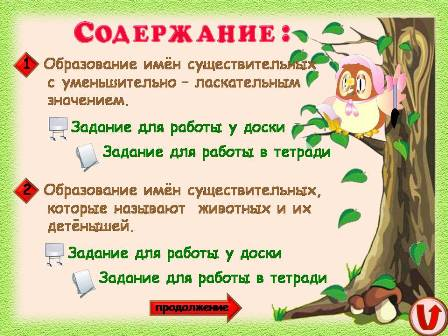 СОДЕРЖАНИЕ:
1 Образование имён существительных
с уменьшительно – ласкательным
значением.
Задание для работы у доски
Задание для работы в тетради
2 Образование имён существительных,
которые называют животных и их
детёнышей.
Задание для работы у доски
Задание для работы в тетради
продолжение